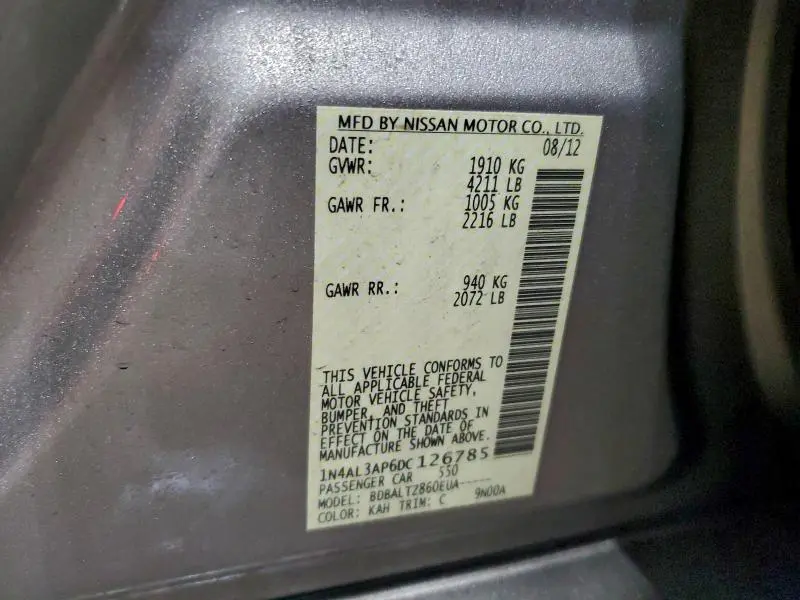 MFD BY NISSAN MOTOR CO., LTD.
DATE: 08/12
GVWR: 1910 KG
4211 LB
GAWR FR.: 1005 KG
2216 LB
GAWR RR.: 940 KG
2072 LB
THIS VEHICLE CONFORMS TO
ALL APPLICABLE FEDERAL
MOTOR VEHICLE SAFETY,
BUMPER, AND THEFT
PREVENTION STANDARDS IN
EFFECT ON THE DATE OF
MANUFACTURE SHOWN ABOVE.
1N4AL3AP6DC126785
PASSENGER CAR 550
MODEL: BDBALTZ860EUA-----
COLOR: KAH TRIM: C 9N00A